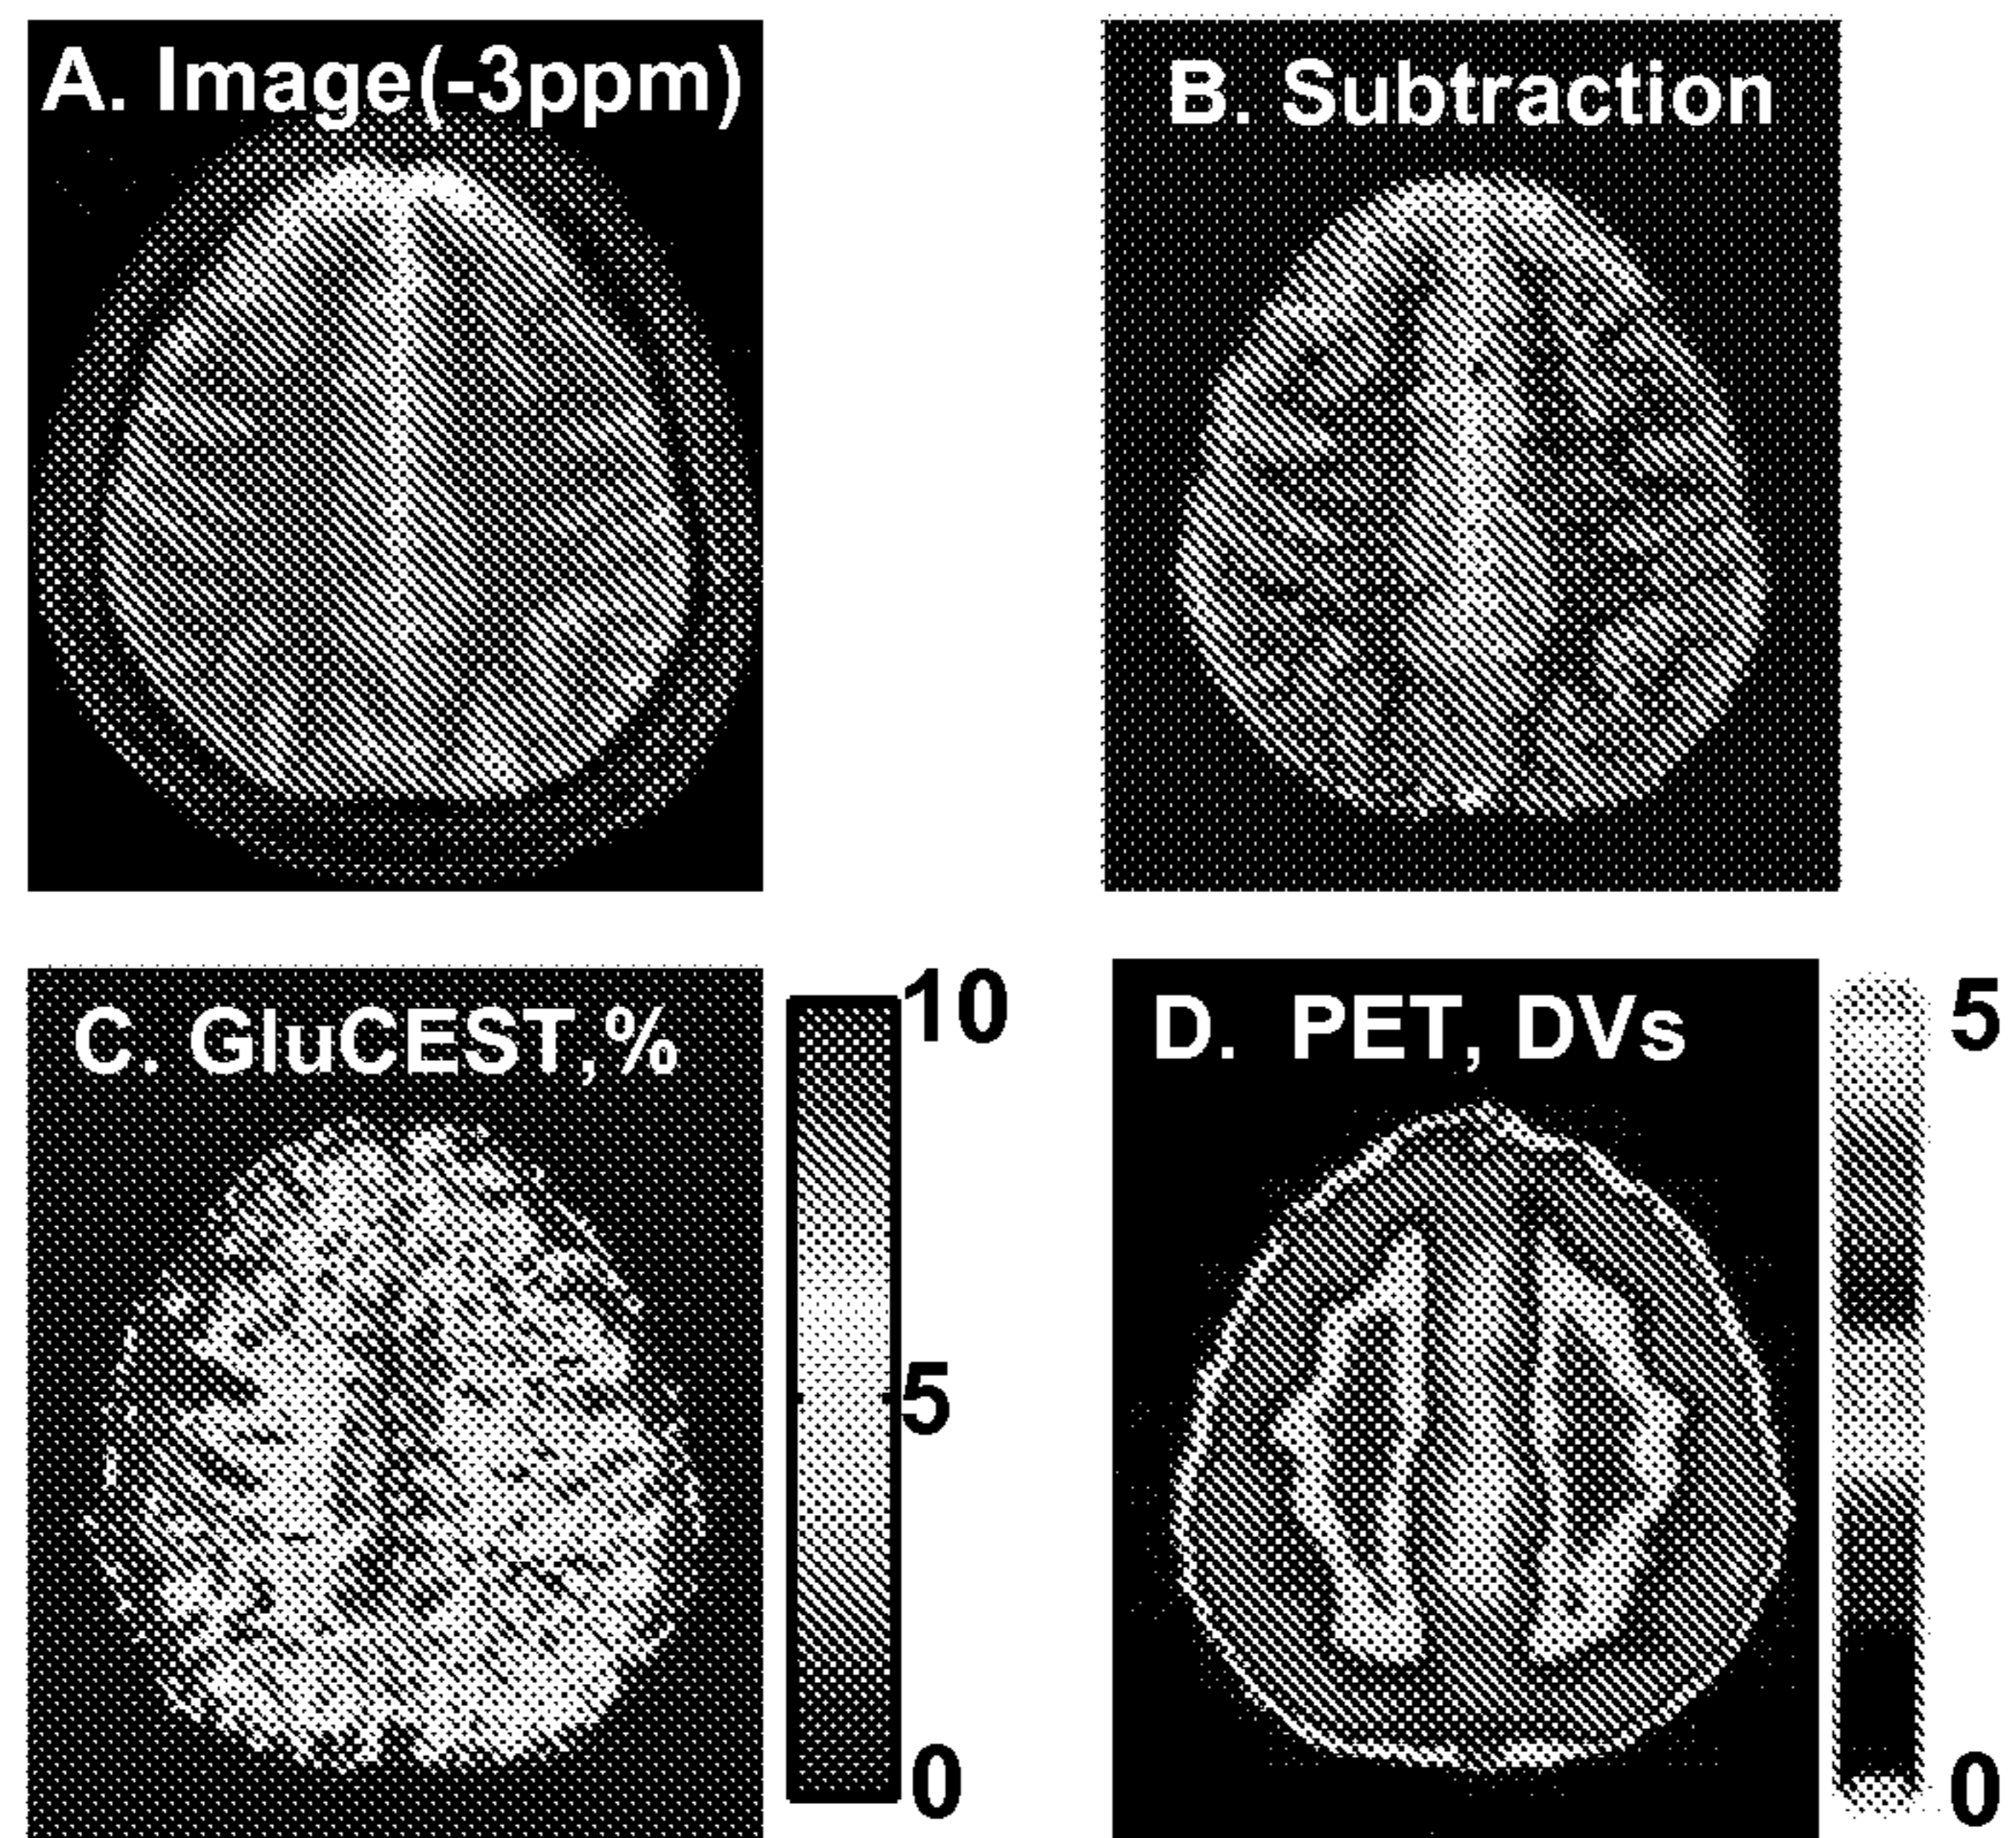 A. Image(-3ppm)
B. Subtraction
C. GluCEST,%
10
5
0
D. PET, DVs
5
0